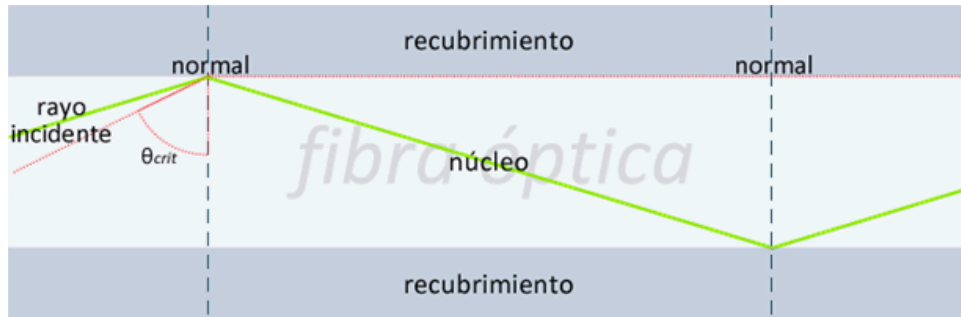 recubrimiento
normal
normal
rayo
incidente
θcrit
fibra óptica
núcleo
recubrimiento